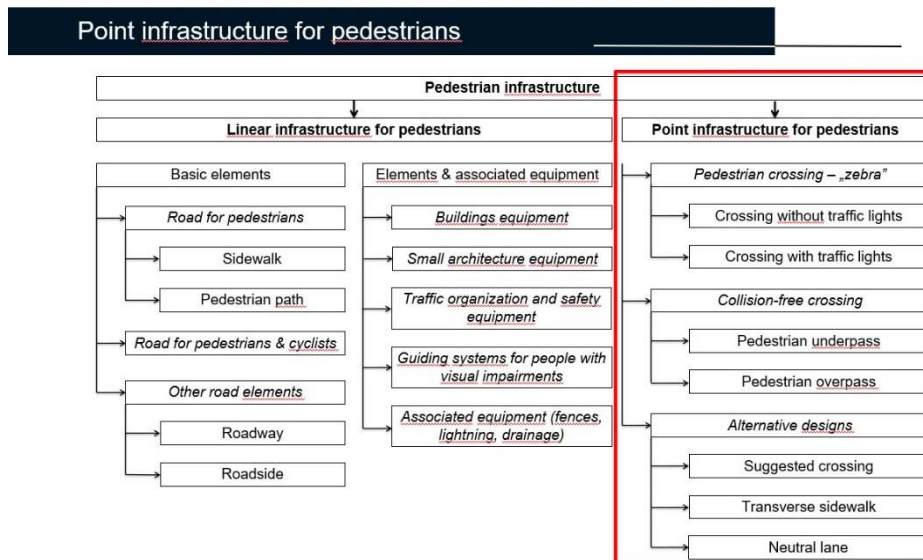 Point infrastructure for pedestrians
Pedestrian infrastructure
Linear infrastructure for pedestrians
Basic elements
Road for pedestrians
Sidewalk
Pedestrian path
Road for pedestrians & cyclists
Other road elements
Roadway
Roadside
Elements & associated equipment
Buildings equipment
Small architecture equipment
Traffic organization and safety
equipment
Guiding systems for people with
visual impairments
Associated equipment (fences,
lightning, drainage)
Point infrastructure for pedestrians
Pedestrian crossing – „zebra”
Crossing without traffic lights
Crossing with traffic lights
Collision-free crossing
Pedestrian underpass
Pedestrian overpass
Alternative designs
Suggested crossing
Transverse sidewalk
Neutral lane